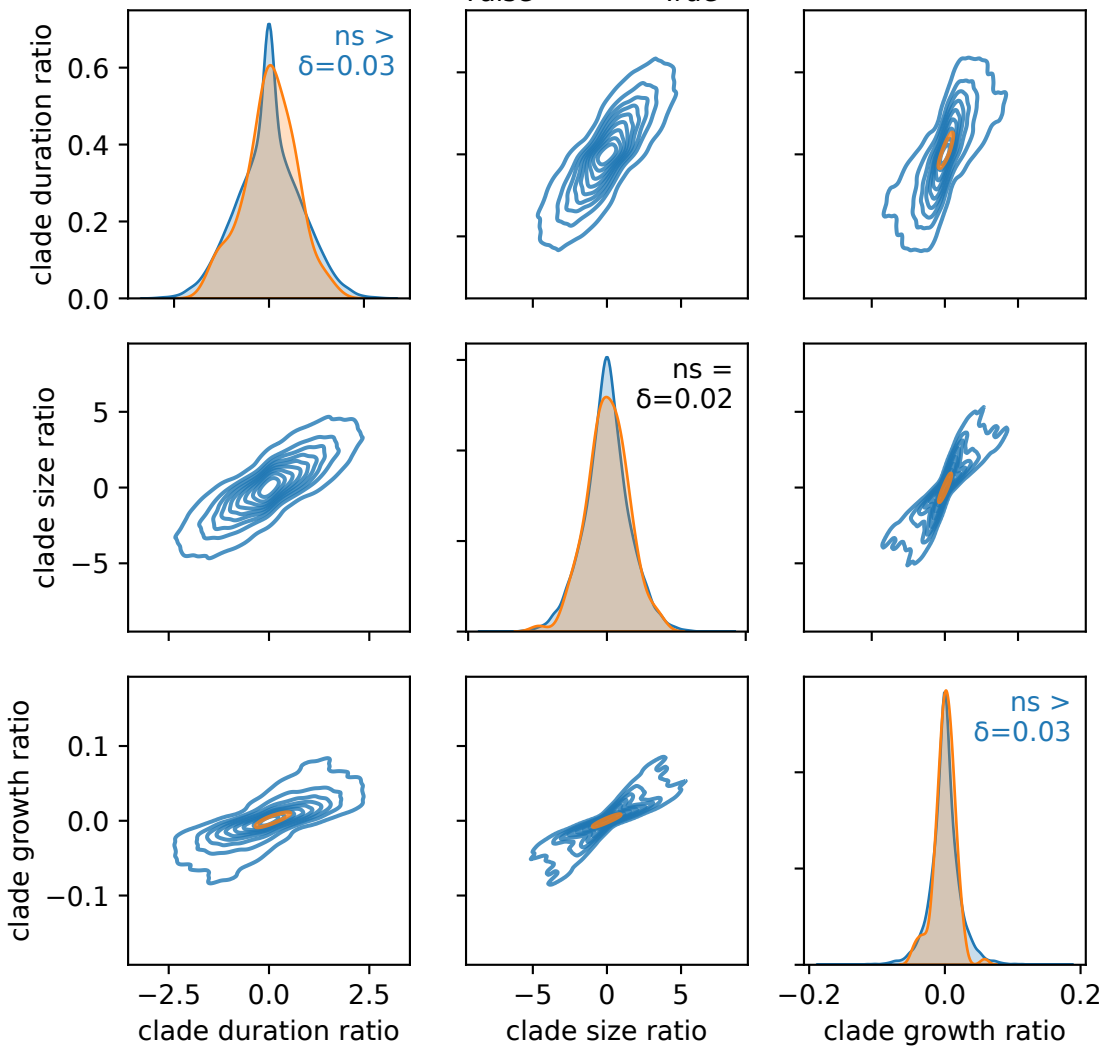 False True
clade duration ratio
0.6
0.4
0.2
0.0
ns >
δ=0.03
clade size ratio
5
0
−5
ns =
δ=0.02
clade growth ratio
0.1
0.0
−0.1
ns >
δ=0.03
−2.5 0.0 2.5
−5 0 5
−0.2 0.0 0.2
clade duration ratio
clade size ratio
clade growth ratio